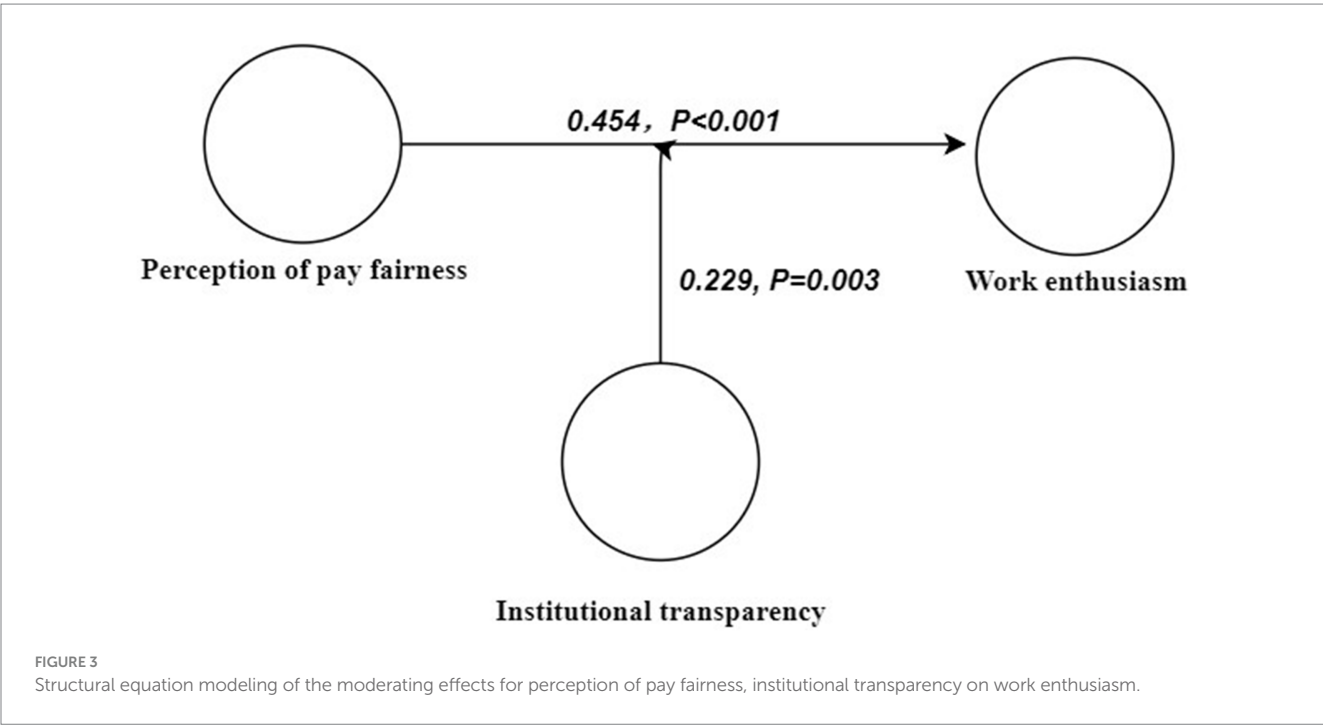 0.454, P<0.001
Perception of pay fairness
0.229, P=0.003
Work enthusiasm
Institutional transparency
FIGURE 3
Structural equation modeling of the moderating effects for perception of pay fairness, institutional transparency on work enthusiasm.